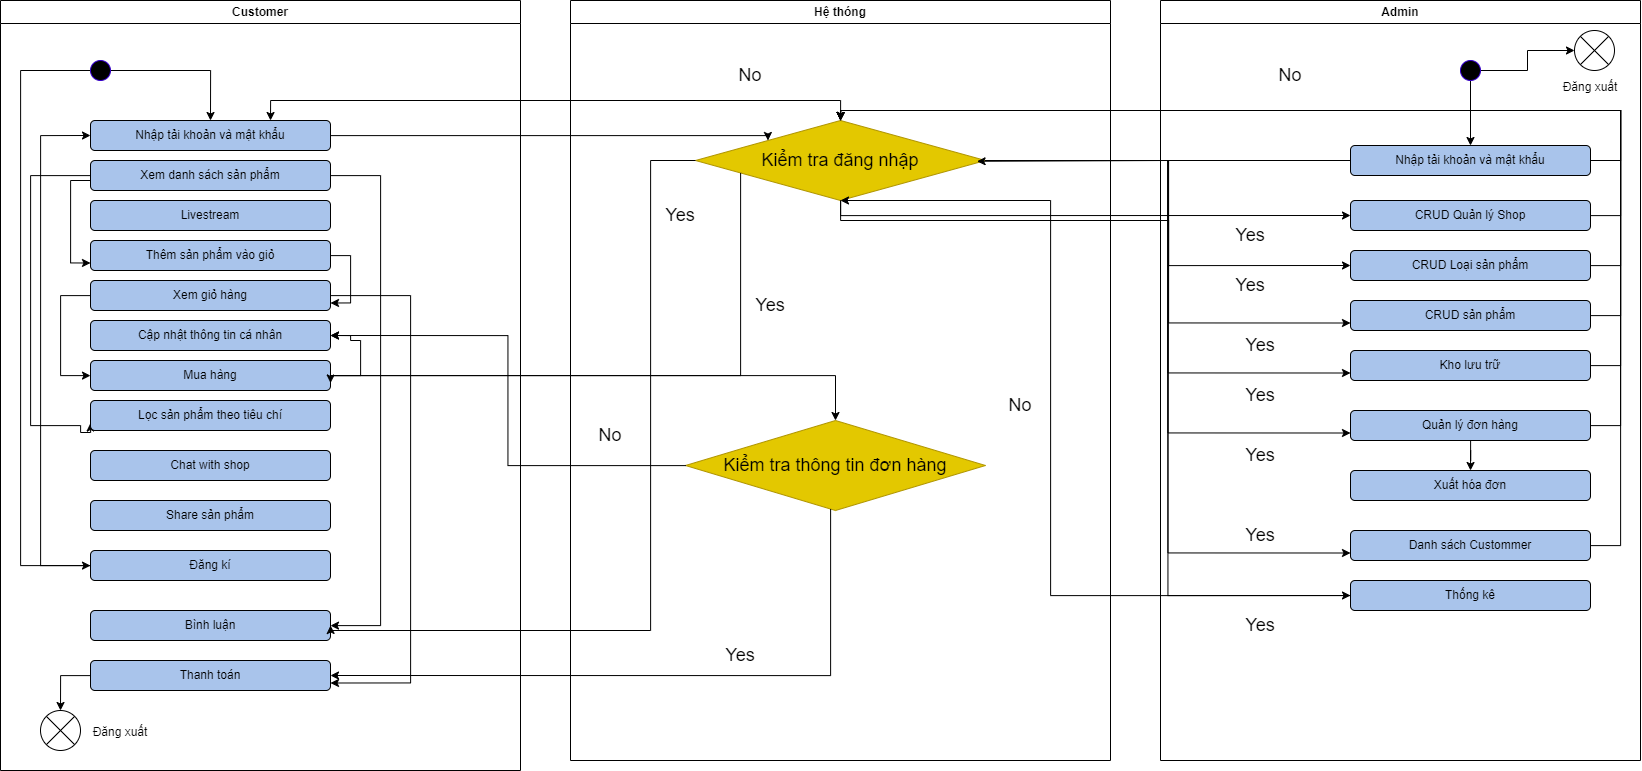 Customer
Hệ thóng
Admin
Đăng xuất
No
No
Nhập tải khoản và mật khẩu
Kiểm tra đăng nhập
Nhập tải khoản và mật khẩu
Xem danh sách sản phẩm
Livestream
Yes
CRUD Quản lý Shop
Yes
Thêm sản phẩm vào giỏ
CRUD Loại sản phẩm
Yes
Xem giỏ hàng
Yes
CRUD sản phẩm
Cập nhật thông tin cá nhân
Yes
Mua hàng
Kho lưu trữ
Yes
Lọc sản phẩm theo tiêu chí
No
No
Quản lý đơn hàng
Yes
Chat with shop
Kiểm tra thông tin đơn hàng
Xuất hóa đơn
Share sản phẩm
Yes
Danh sách Custommer
Đăng kí
Thống kê
Bình luận
Yes
Yes
Thanh toán
Đăng xuất